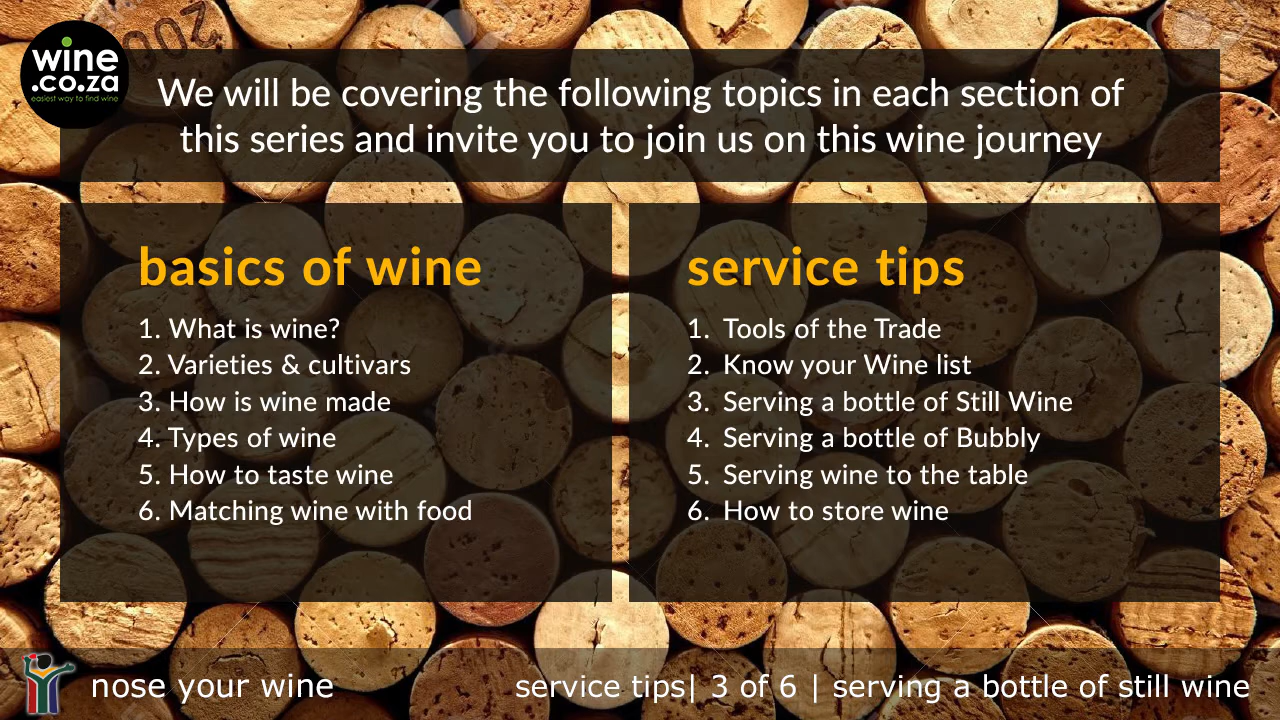 wine
.co.za
easiest way to find wine
We will be covering the following topics in each section of
this series and invite you to join us on this wine journey
basics of wine
1. What is wine?
2. Varieties & cultivars
3. How is wine made
4. Types of wine
5. How to taste wine
6. Matching wine with food
service tips
1. Tools of the Trade
2. Know your Wine list
3. Serving a bottle of Still Wine
4. Serving a bottle of Bubbly
5. Serving wine to the table
6. How to store wine
nose your wine
service tips| 3 of 6 | serving a bottle of still wine